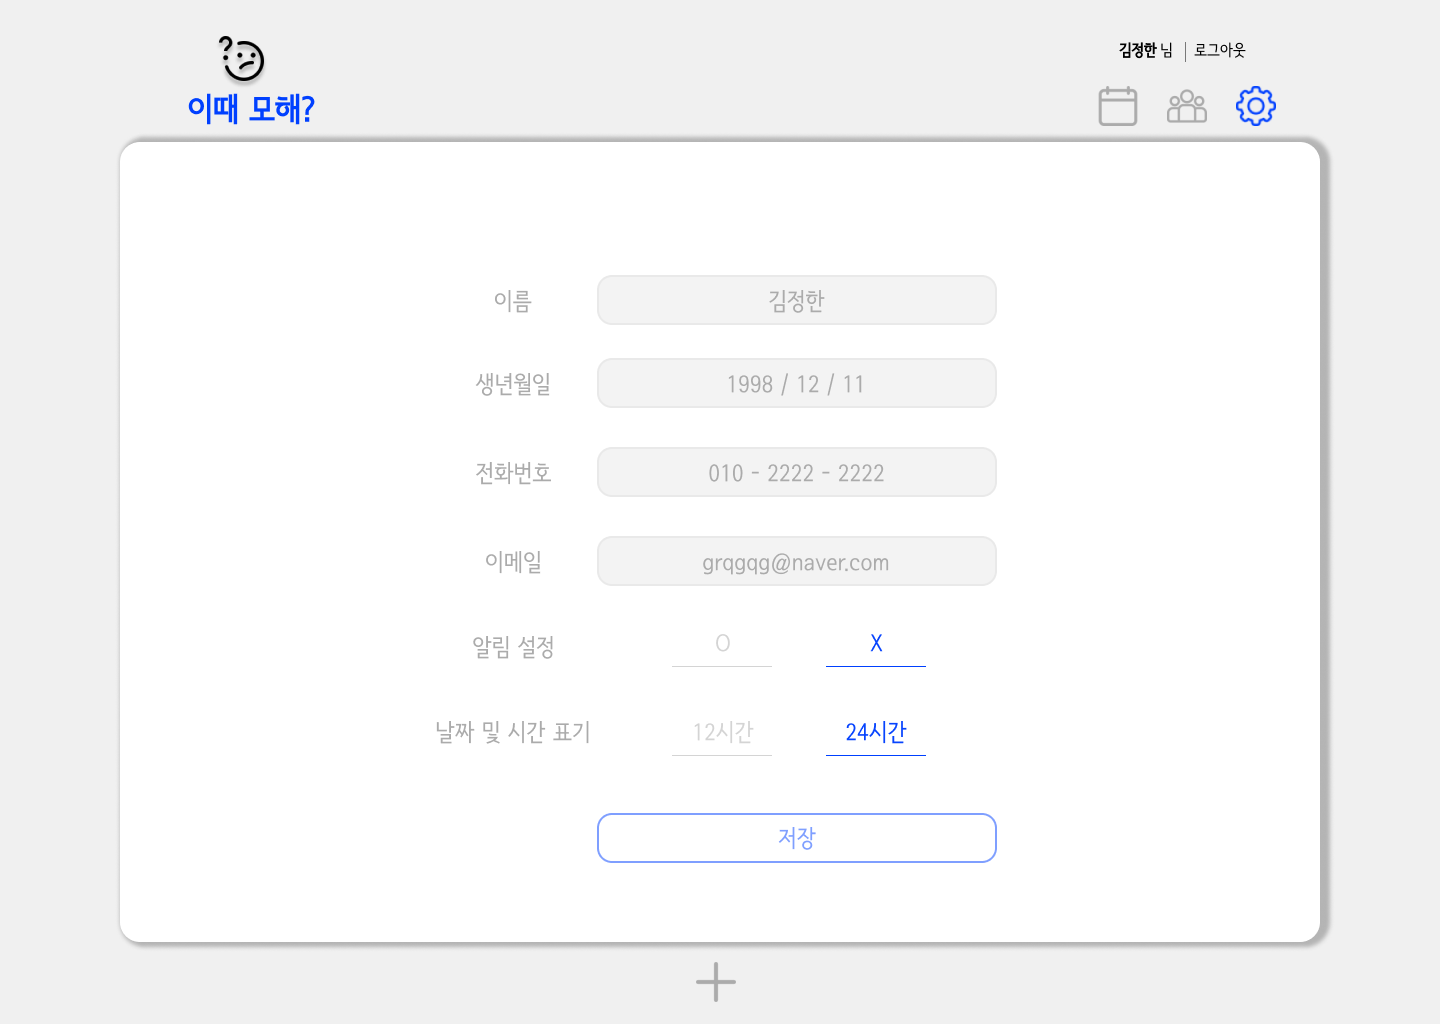 이때 모해?
김정한 님 | 로그아웃
이름 김정한
생년월일 1998 / 12 / 11
전화번호 010 - 2222 - 2222
이메일 grqgqg@naver.com
알림 설정 O X
날짜 및 시간 표기 12시간 24시간
저장